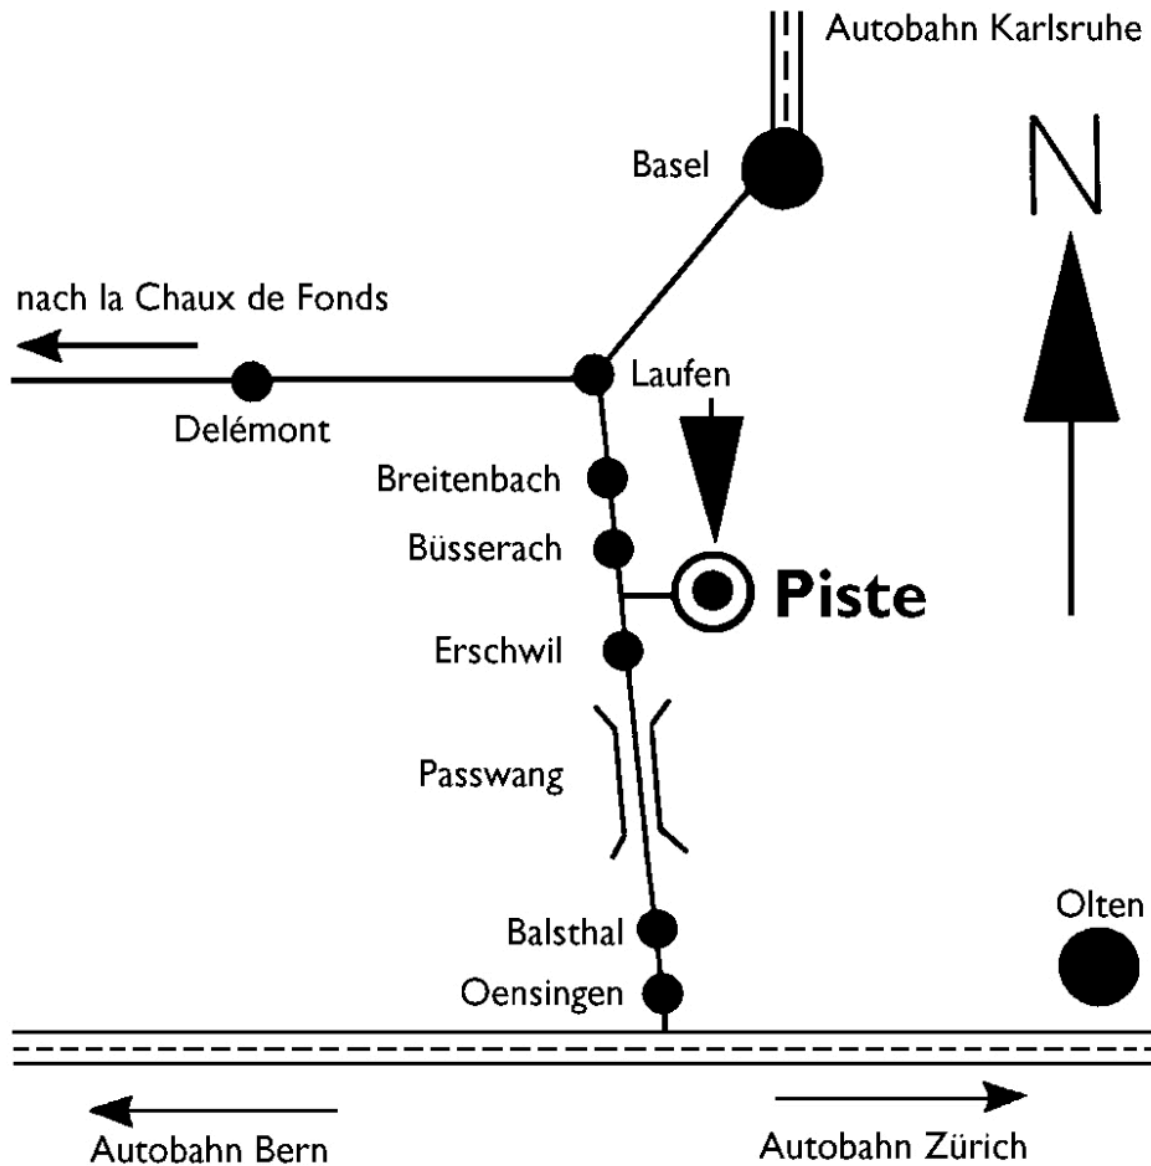 Autobahn Karlsruhe
N
Basel
nach la Chaux de Fonds
Laufen
Delémont
Breitenbach
Büsserach
Piste
Erschwil
Passwang
Olten
Balsthal
Oensingen
Autobahn Bern
Autobahn Zürich